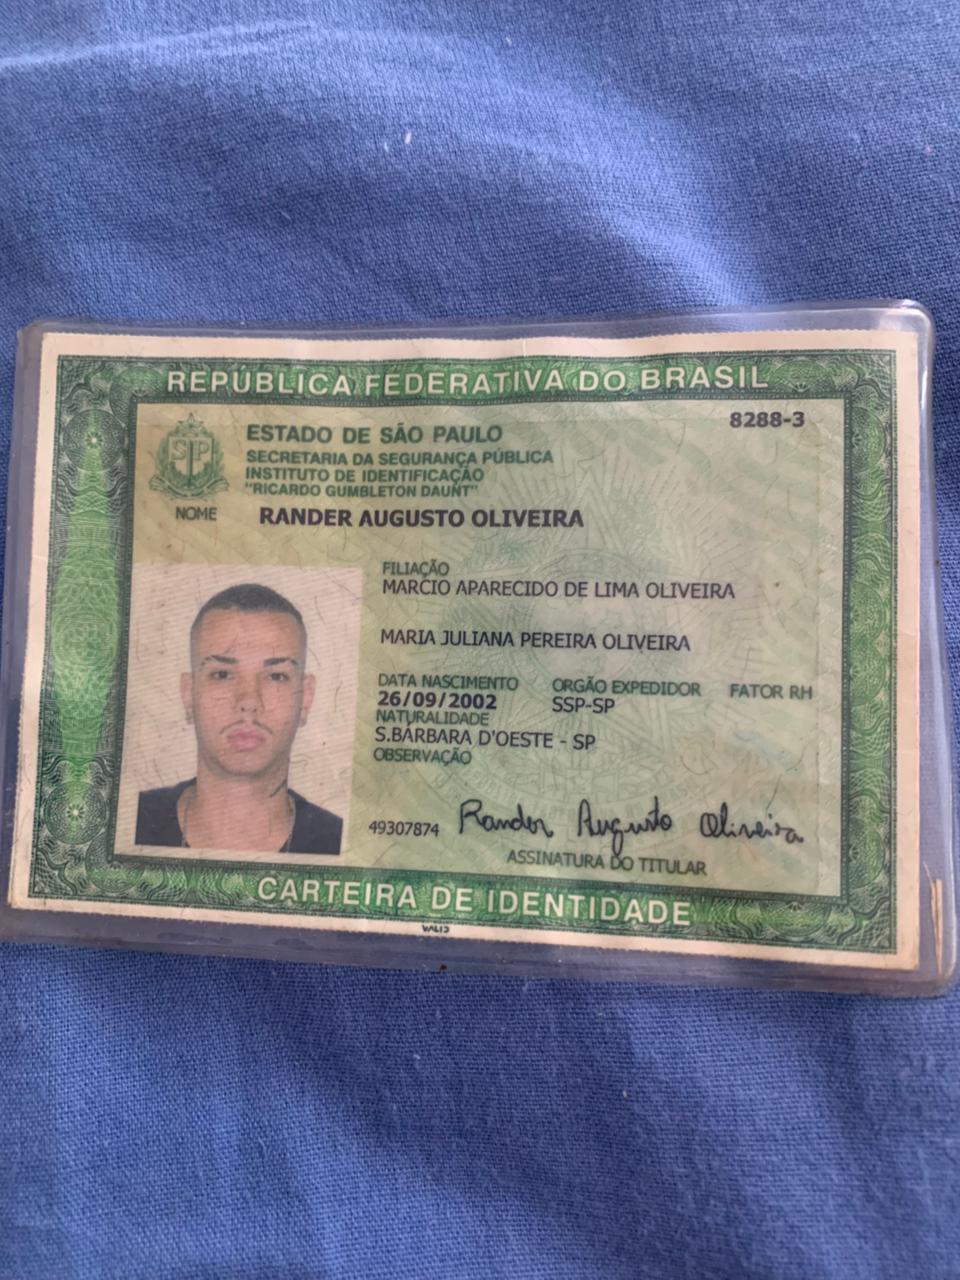 REPÚBLICA FEDERATIVA DO BRASIL
8288-3
ESTADO DE SÃO PAULO
SECRETARIA DA SEGURANÇA PÚBLICA
INSTITUTO DE IDENTIFICAÇÃO
"RICARDO GUMBLETON DAUNT"
NOME RANDER AUGUSTO OLIVEIRA
FILIAÇÃO
MARCIO APARECIDO DE LIMA OLIVEIRA
MARIA JULIANA PEREIRA OLIVEIRA
DATA NASCIMENTO ORGÃO EXPEDIDOR FATOR RH
26/09/2002 SSP-SP
NATURALIDADE
S.BÁRBARA D'OESTE - SP
OBSERVAÇÃO
49307874 Rander Augusto Oliveira
ASSINATURA DO TITULAR
CARTEIRA DE IDENTIDADE